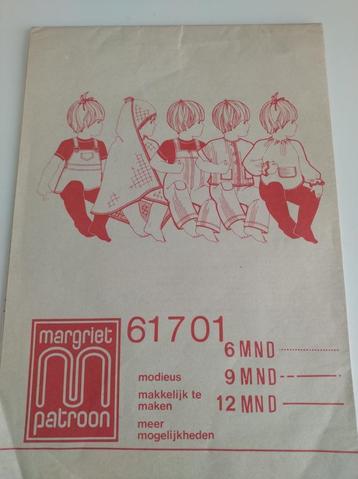 margriet
patroon
61701
6 MND
9 MND
12 MND
modieus
makkelijk te
maken
meer
mogelijkheden